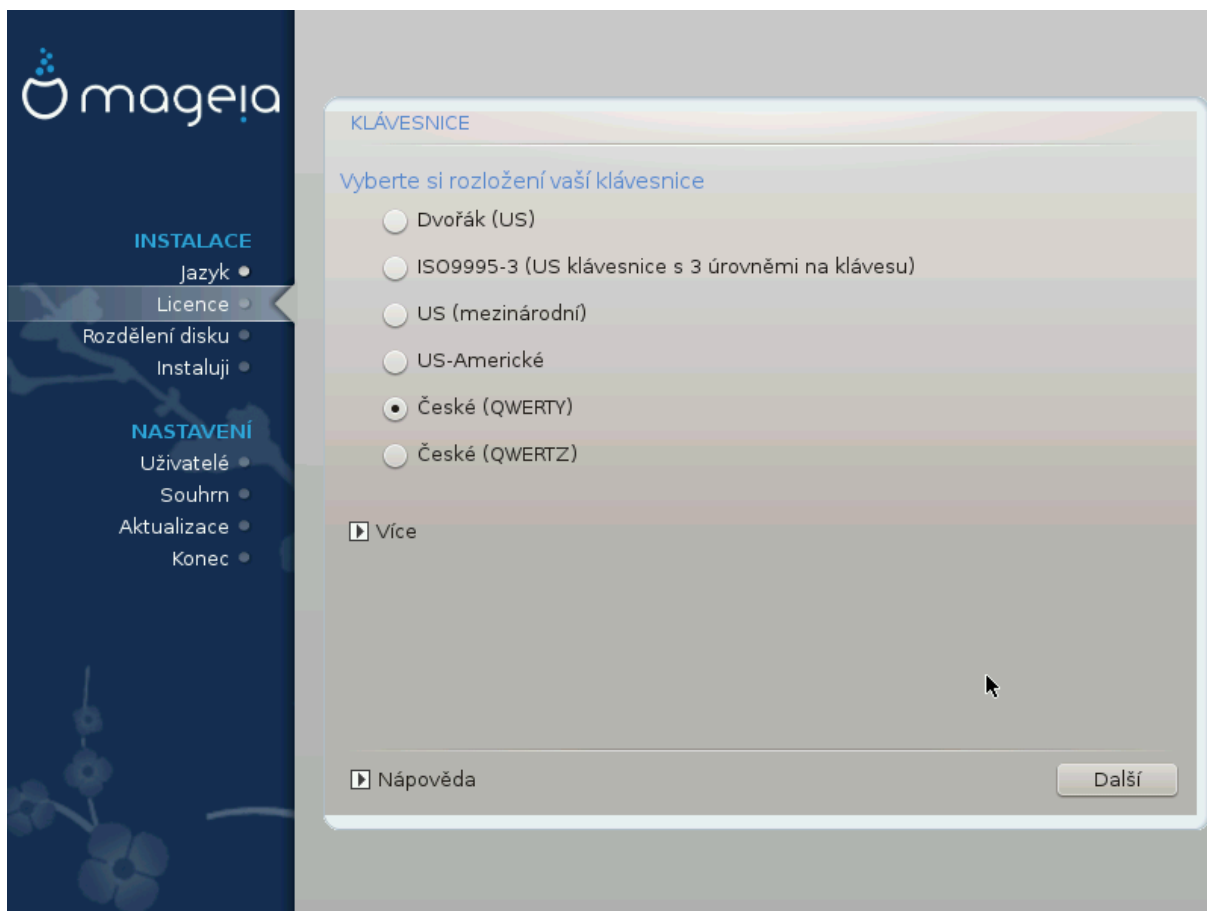 mageia
INSTALACE
Jazyk
Licence
Rozdělení disku
Instaluji
NASTAVENÍ
Uživatelé
Souhrn
Aktualizace
Konec
KLÁVESNICE
Vyberte si rozložení vaší klávesnice
Dvořák (US)
ISO9995-3 (US klávesnice s 3 úrovněmi na klávesu)
US (mezinárodní)
US-Americké
České (QWERTY)
České (QWERTZ)
Více
Nápověda
Další